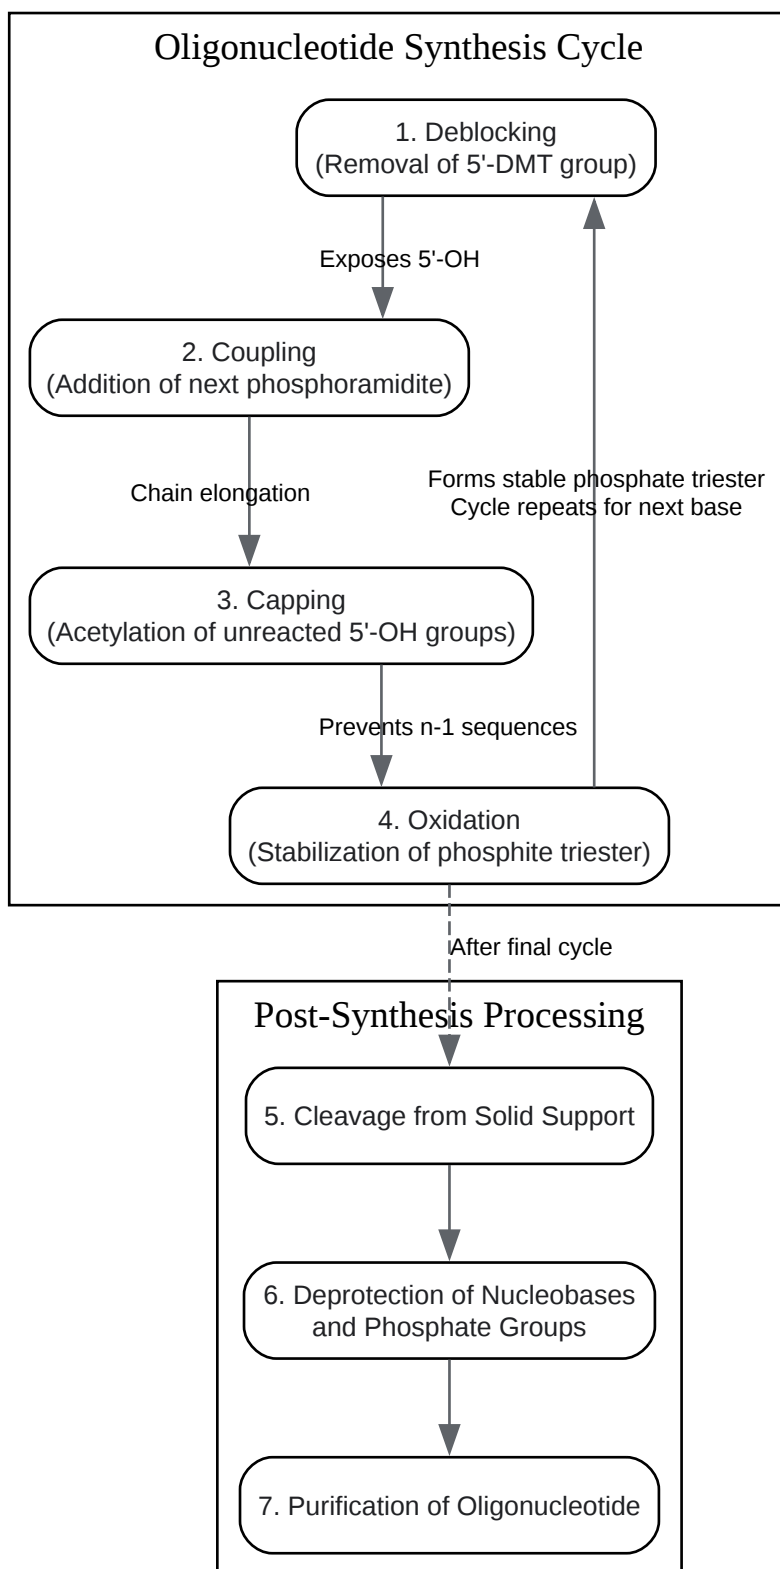 Oligonucleotide Synthesis Cycle
1. Deblocking
(Removal of 5'-DMT group)
Exposes 5'-OH
2. Coupling
(Addition of next phosphoramidite)
Chain elongation
Forms stable phosphate triester
Cycle repeats for next base
3. Capping
(Acetylation of unreacted 5'-OH groups)
Prevents n-1 sequences
4. Oxidation
(Stabilization of phosphite triester)
After final cycle
Post-Synthesis Processing
5. Cleavage from Solid Support
6. Deprotection of Nucleobases
and Phosphate Groups
7. Purification of Oligonucleotide